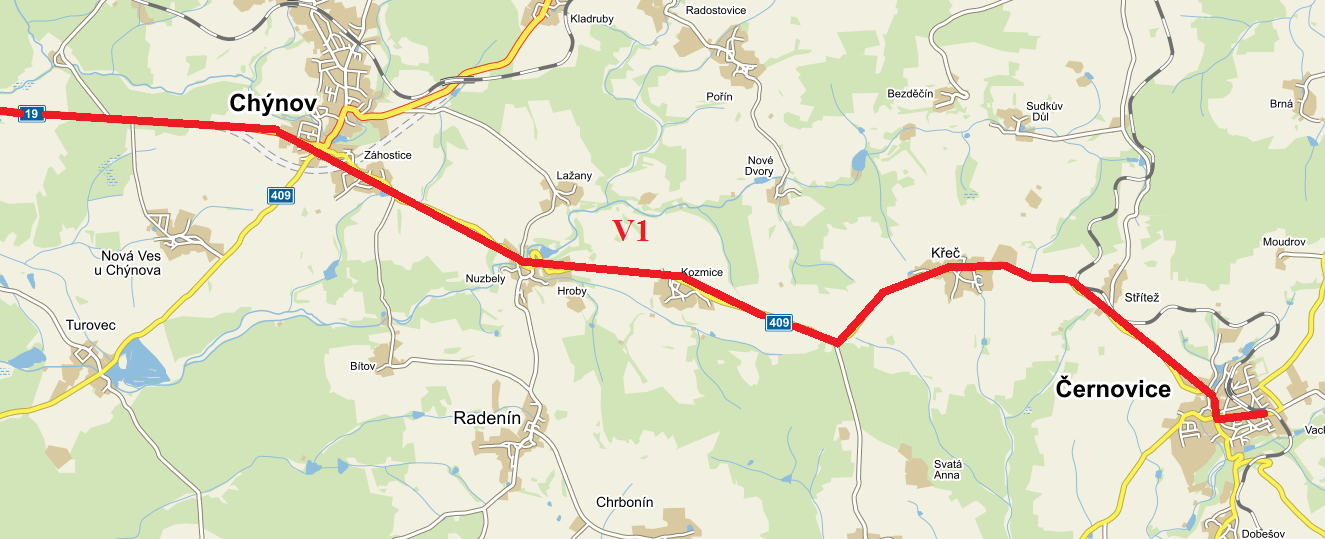 Kladruby
Radostovice
Pořín
Bezděčín
Sudkův
Důl
Brná
19
Chýnov
Záhostice
409
Lažany
Nové
Dvory
V1
Nová Ves
u Chýnova
Nuzbely
Hroby
Kozmice
Křeč
Moudrov
Střítež
409
Turovec
Bítov
Radenín
Černovice
Svatá
Anna
Chrbonín
Vacl
Dobešov